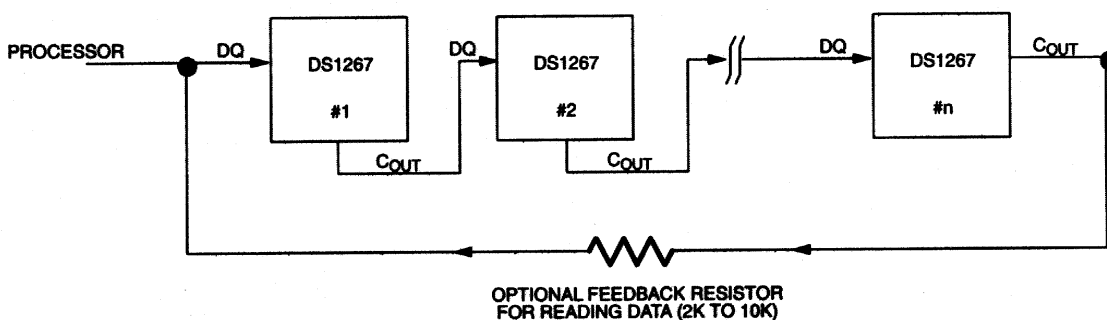 PROCESSOR
DQ
DS1267
#1
COUT
DQ
DS1267
#2
COUT
DQ
DS1267
#n
COUT
OPTIONAL FEEDBACK RESISTOR
FOR READING DATA (2K TO 10K)